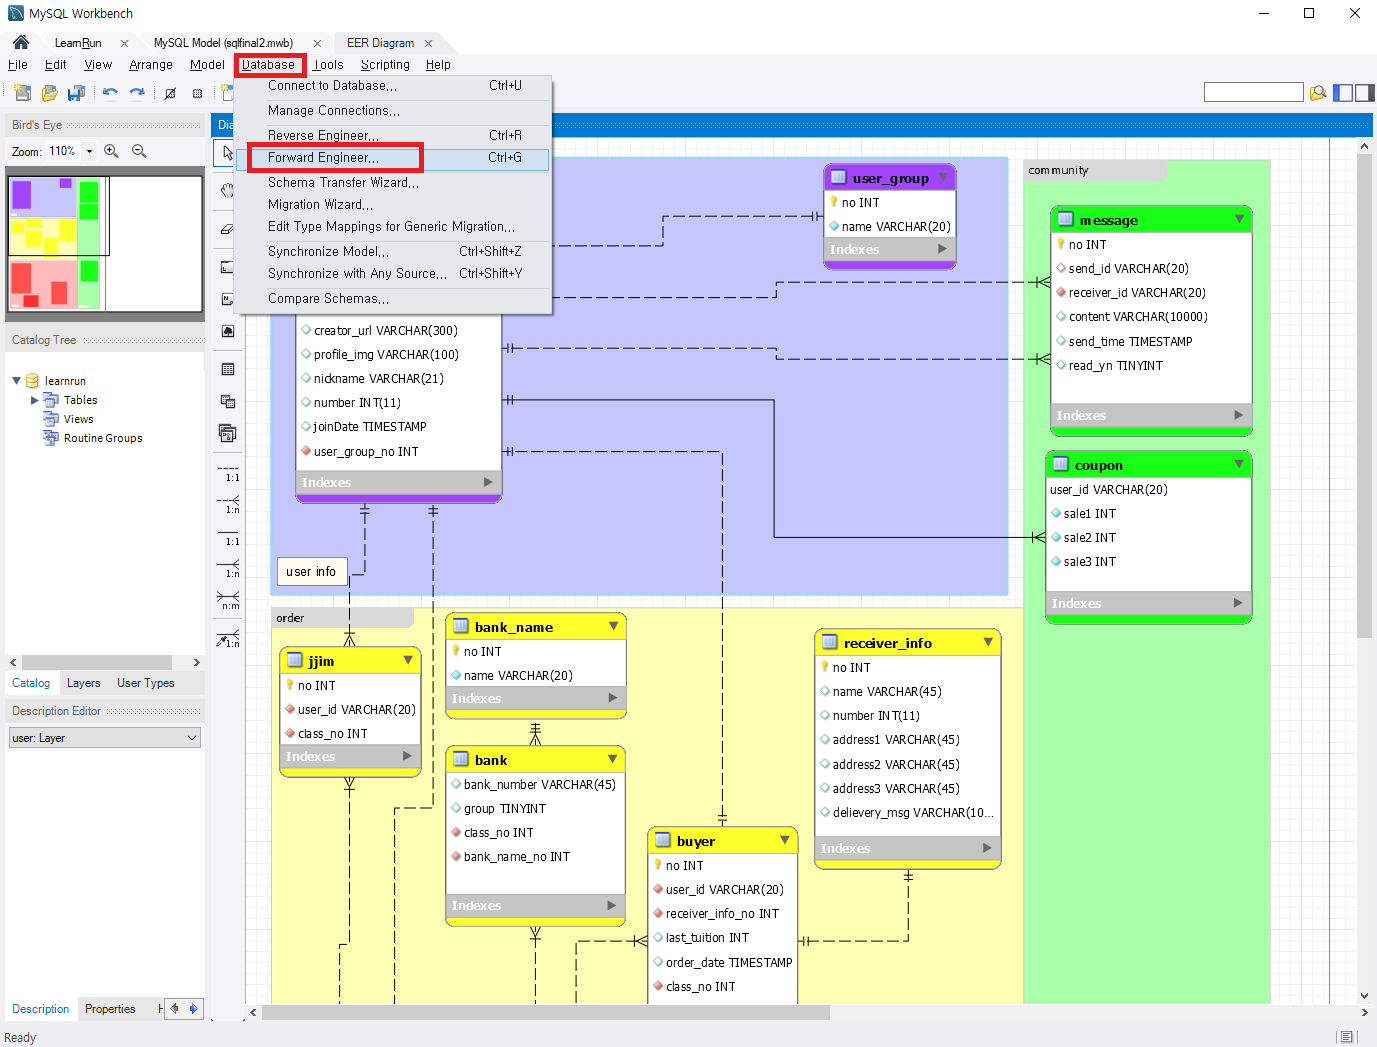 MySQL Workbench
LearnRun
MySQL Model (sqlfinal2.mwb)
EER Diagram
File Edit View Arrange Model Database Tools Scripting Help
Connect to Database... Ctrl+U
Manage Connections...
Reverse Engineer... Ctrl+R
Forward Engineer... Ctrl+G
Schema Transfer Wizard...
Migration Wizard...
Edit Type Mappings for Generic Migration...
Synchronize Model... Ctrl+Shift+Z
Synchronize with Any Source... Ctrl+Shift+Y
Compare Schemas...
Bird's Eye
Zoom: 110%
Catalog Tree
learnrun
Tables
Views
Routine Groups
Catalog Layers User Types
Description Editor
user: Layer
Description Properties H
Ready
Dia
1:1
1:n
1:1
1:n
n:m
1:n
creator_url VARCHAR(300)
profile_img VARCHAR(100)
nickname VARCHAR(21)
number INT(11)
joinDate TIMESTAMP
user_group_no INT
Indexes
user info
user_group
no INT
name VARCHAR(20)
Indexes
community
message
no INT
send_id VARCHAR(20)
receiver_id VARCHAR(20)
content VARCHAR(10000)
send_time TIMESTAMP
read_yn TINYINT
Indexes
coupon
user_id VARCHAR(20)
sale1 INT
sale2 INT
sale3 INT
Indexes
order
jjim
no INT
user_id VARCHAR(20)
class_no INT
Indexes
bank_name
no INT
name VARCHAR(20)
Indexes
bank
bank_number VARCHAR(45)
group TINYINT
class_no INT
bank_name_no INT
Indexes
buyer
no INT
user_id VARCHAR(20)
receiver_info_no INT
last_tuition INT
order_date TIMESTAMP
class_no INT
receiver_info
no INT
name VARCHAR(45)
number INT(11)
address1 VARCHAR(45)
address2 VARCHAR(45)
address3 VARCHAR(45)
delievery_msg VARCHAR(10...
Indexes